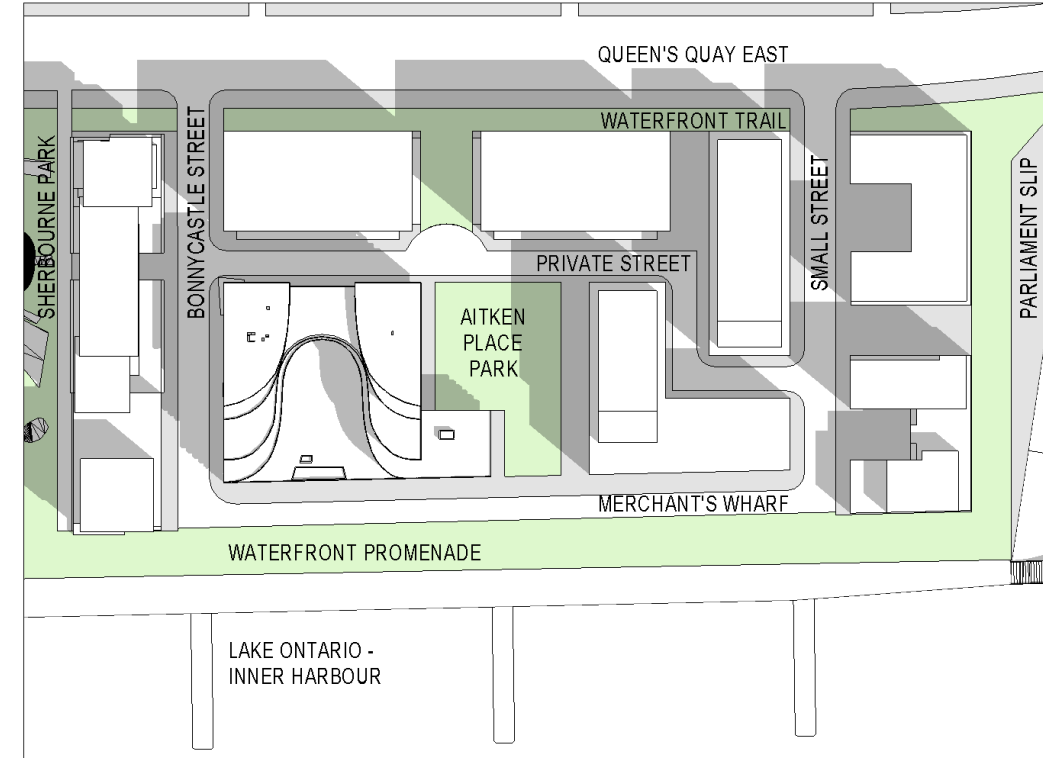 QUEEN'S QUAY EAST
WATERFRONT TRAIL
SHERBOURNE PARK
BONNYCASTLE STREET
SMALL STREET
PARLIAMENT SLIP
PRIVATE STREET
AITKEN
PLACE
PARK
MERCHANT'S WHARF
WATERFRONT PROMENADE
LAKE ONTARIO -
INNER HARBOUR